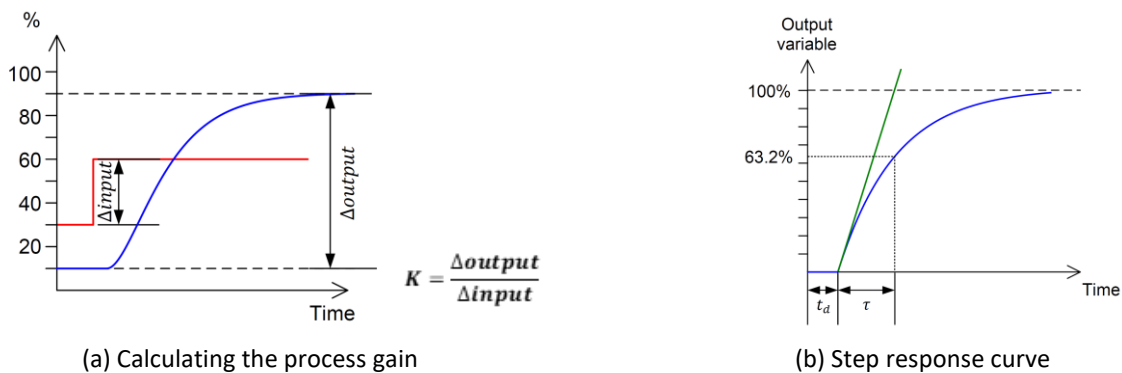 %
100
80
60
40
20
Δinput
Δoutput
Time
K = Δoutput / Δinput
(a) Calculating the process gain
Output
variable
100%
63.2%
t_d
τ
Time
(b) Step response curve